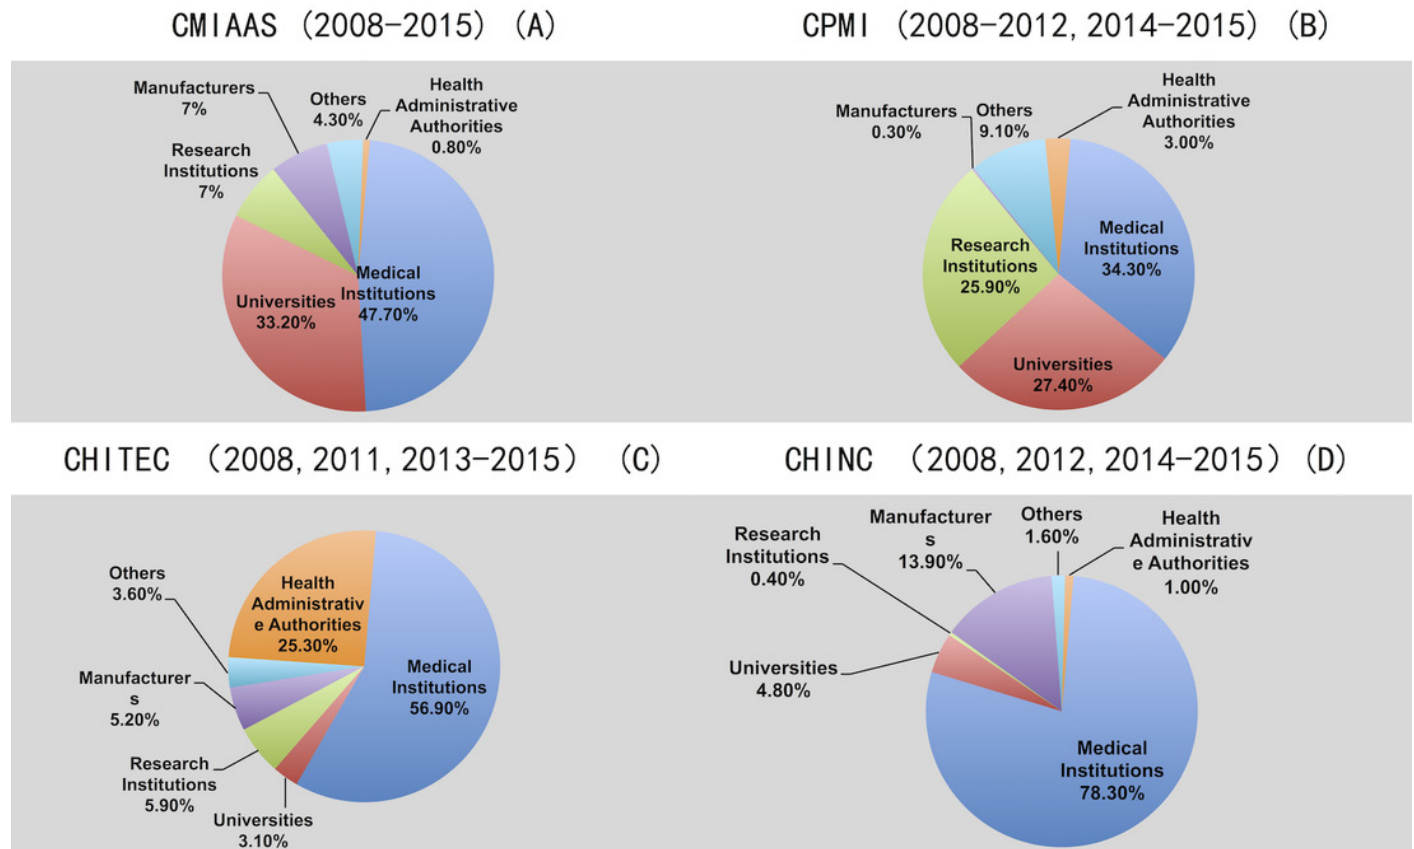 CMIAAS (2008-2015) (A)
Manufacturers
7%
Others
4.30%
Health
Administrative
Authorities
0.80%
Research
Institutions
7%
Medical
Institutions
47.70%
Universities
33.20%
CPMI (2008-2012, 2014-2015) (B)
Manufacturers
0.30%
Others
9.10%
Health
Administrative
Authorities
3.00%
Medical
Institutions
34.30%
Research
Institutions
25.90%
Universities
27.40%
CHITEC (2008, 2011, 2013-2015) (C)
Others
3.60%
Health
Administrativ
e Authorities
25.30%
Medical
Institutions
56.90%
Manufacturer
s
5.20%
Research
Institutions
5.90%
Universities
3.10%
CHINC (2008, 2012, 2014-2015) (D)
Research
Institutions
0.40%
Manufacturer
s
13.90%
Others
1.60%
Health
Administrativ
e Authorities
1.00%
Universities
4.80%
Medical
Institutions
78.30%